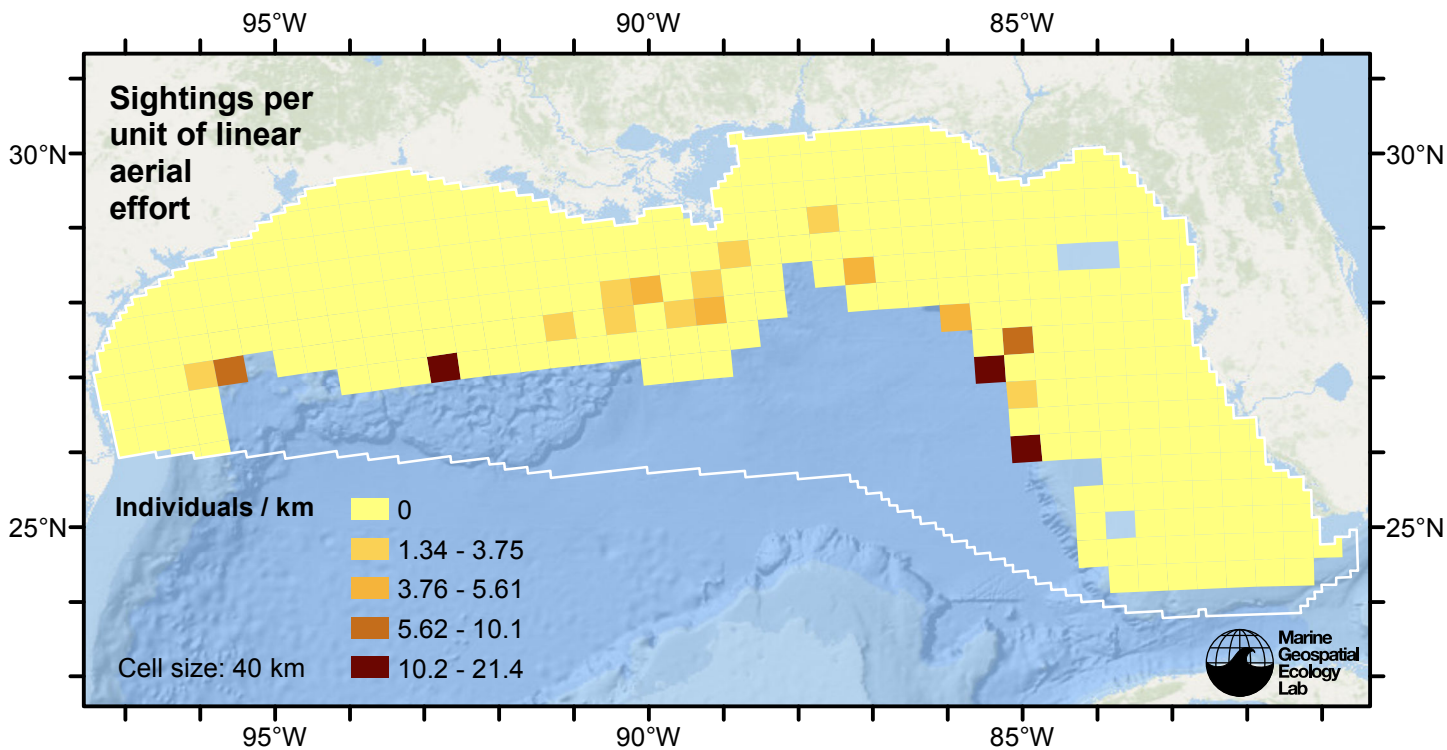 95°W 90°W 85°W
Sightings per
unit of linear
aerial
effort
30°N 30°N
25°N 25°N
Individuals / km
0
1.34 - 3.75
3.76 - 5.61
5.62 - 10.1
10.2 - 21.4
Cell size: 40 km
Marine
Geospatial
Ecology
Lab
95°W 90°W 85°W